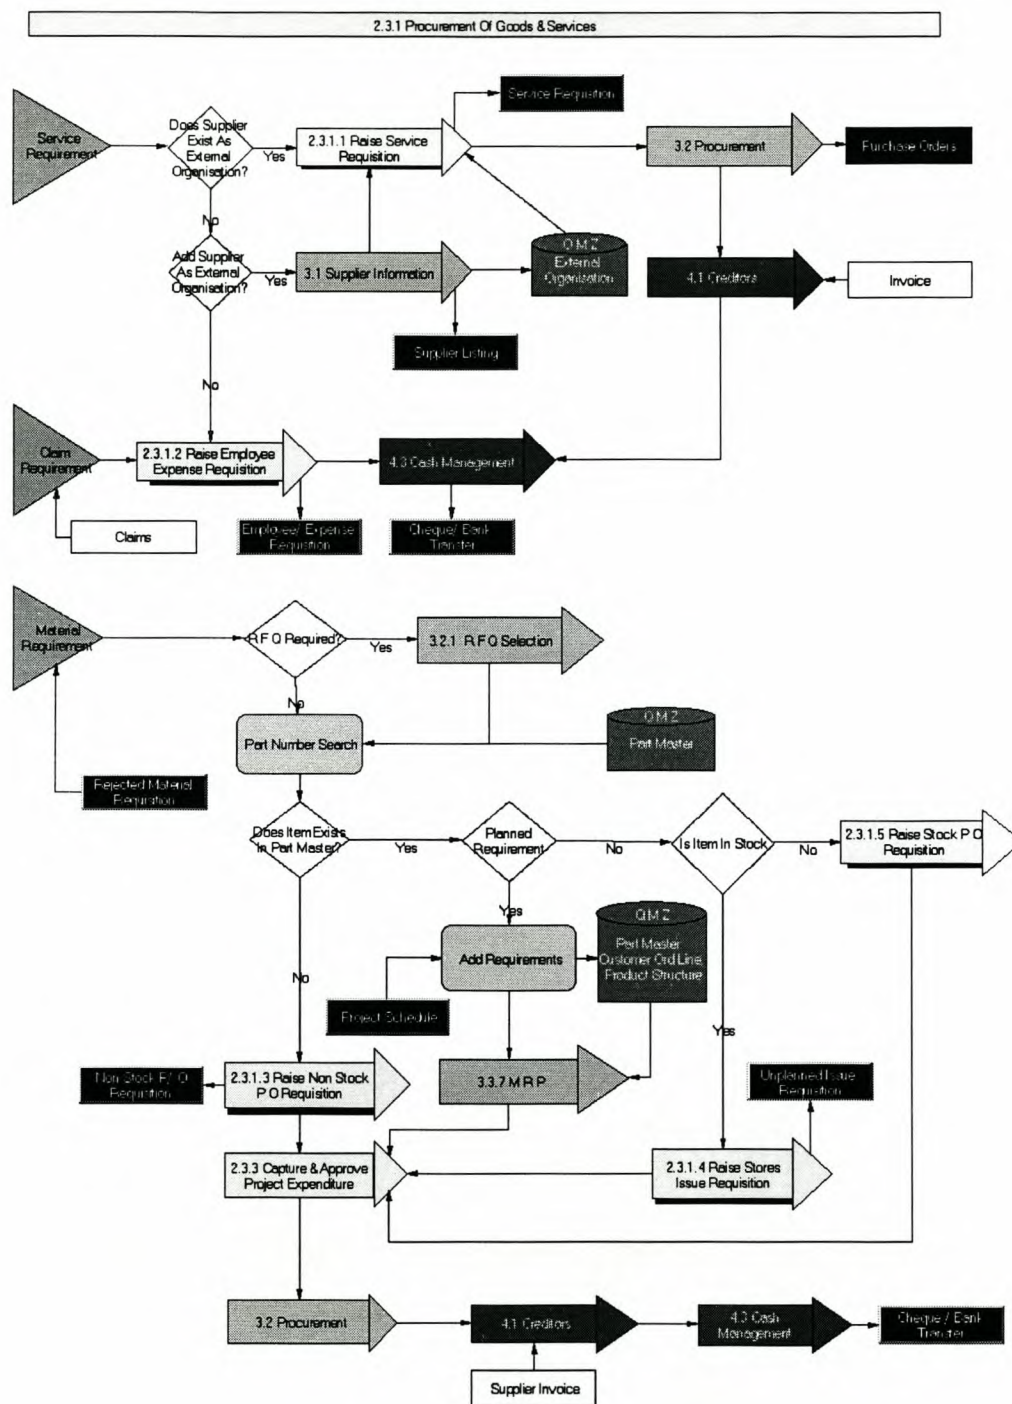 2.3.1 Procurement Of Goods & Services
Service Requisition
Service
Requirement
Does Supplier
Exist As
External
Organisation?
Yes
2.3.1.1 Raise Service
Requisition
3.2 Procurement
Purchase Orders
No
Add Supplier
As External
Organisation?
Yes
3.1 Supplier Information
Q M Z
External
Organisation
4.1 Creditors
Invoice
Supplier Listing
No
Claim
Requirement
2.3.1.2 Raise Employee
Expense Requisition
4.3 Cash Management
Claims
Employee/ Expense
Requisition
Cheque/ Bank
Transfer
Material
Requirement
R F Q Required?
Yes
3.2.1 R F Q Selection
No
Part Number Search
Q M Z
Part Master
Rejected Material
Requisition
Does Item Exists
In Part Master?
Yes
Planned
Requirement
No
Is Item In Stock
No
2.3.1.5 Raise Stock P O
Requisition
Yes
Q M Z
Part Master
Customer Ord Line
Product Structure
Add Requirements
No
Project Schedule
Yes
Non Stock P/ O
Requisition
2.3.1.3 Raise Non Stock
P O Requisition
3.3.7 M R P
Unplanned Issue
Requisition
2.3.3 Capture & Approve
Project Expenditure
2.3.1.4 Raise Stores
Issue Requisition
3.2 Procurement
4.1 Creditors
4.3 Cash
Management
Cheque / Bank
Transfer
Supplier Invoice